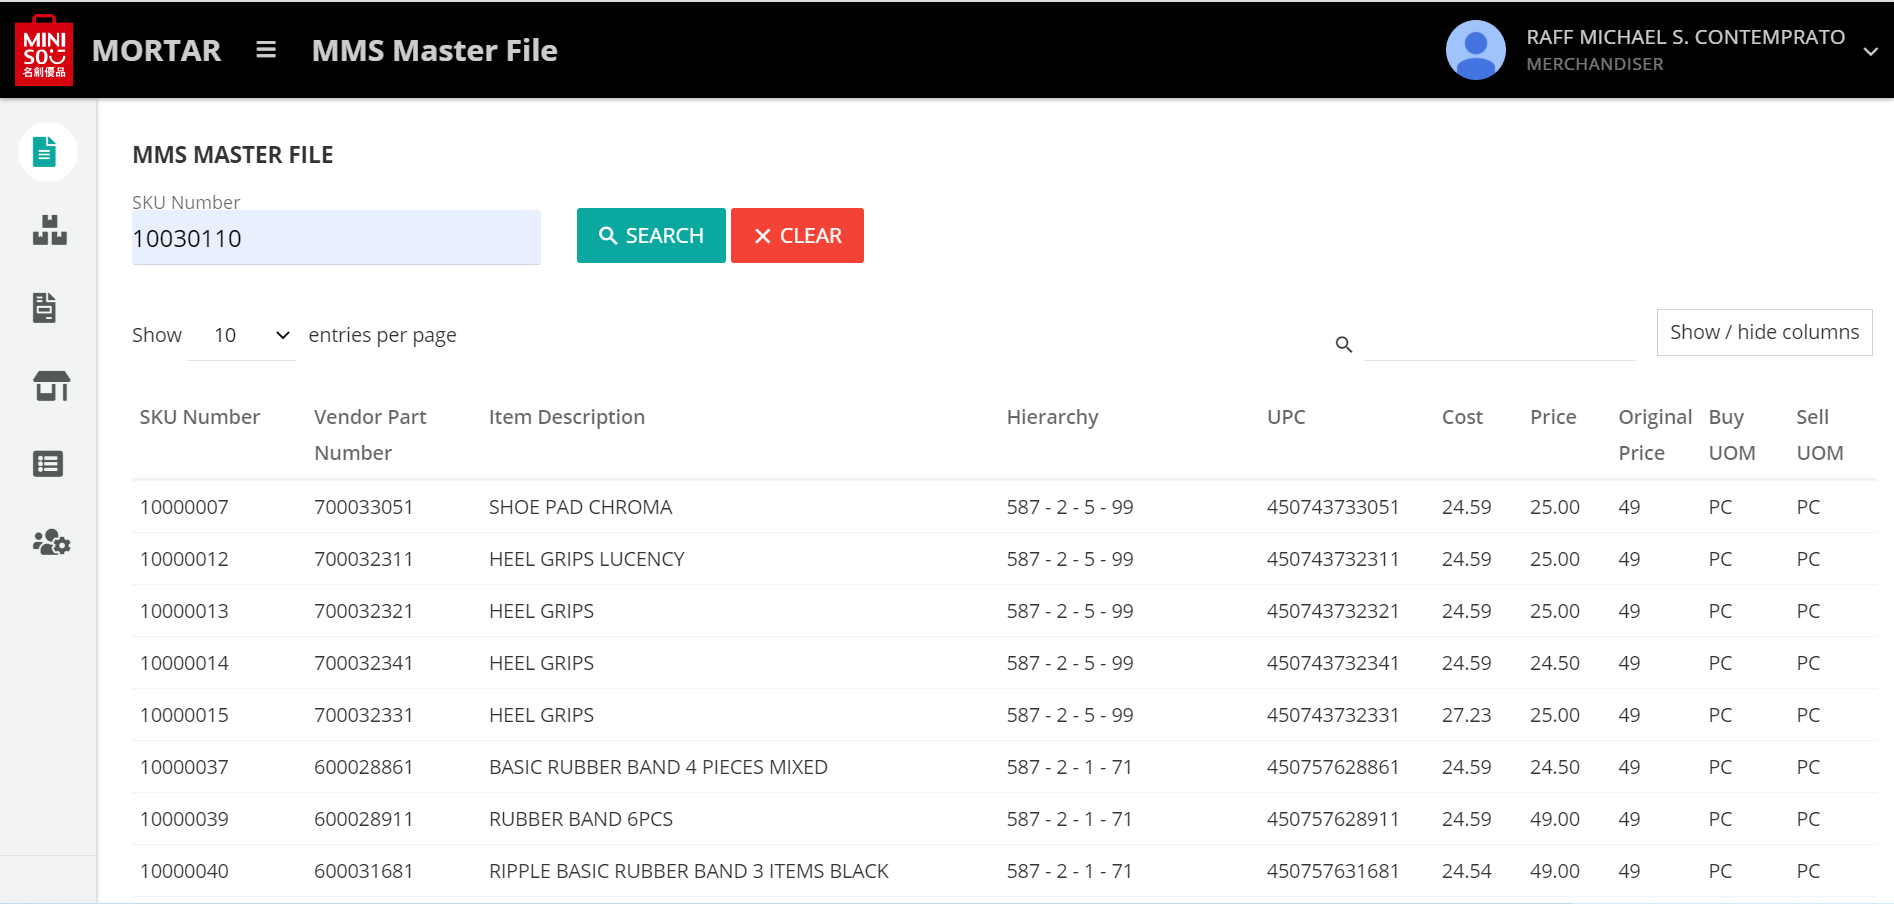 MINI
SO
名創優品
MORTAR
MMS Master File
RAFF MICHAEL S. CONTEMPRATO
MERCHANDISER
MMS MASTER FILE
SKU Number
10030110
SEARCH
CLEAR
Show 10 entries per page
Show / hide columns
SKU Number Vendor Part Number Item Description Hierarchy UPC Cost Price Original Price Buy UOM Sell UOM
10000007 700033051 SHOE PAD CHROMA 587 - 2 - 5 - 99 450743733051 24.59 25.00 49 PC PC
10000012 700032311 HEEL GRIPS LUCENCY 587 - 2 - 5 - 99 450743732311 24.59 25.00 49 PC PC
10000013 700032321 HEEL GRIPS 587 - 2 - 5 - 99 450743732321 24.59 25.00 49 PC PC
10000014 700032341 HEEL GRIPS 587 - 2 - 5 - 99 450743732341 24.59 24.50 49 PC PC
10000015 700032331 HEEL GRIPS 587 - 2 - 5 - 99 450743732331 27.23 25.00 49 PC PC
10000037 600028861 BASIC RUBBER BAND 4 PIECES MIXED 587 - 2 - 1 - 71 450757628861 24.59 24.50 49 PC PC
10000039 600028911 RUBBER BAND 6PCS 587 - 2 - 1 - 71 450757628911 24.59 49.00 49 PC PC
10000040 600031681 RIPPLE BASIC RUBBER BAND 3 ITEMS BLACK 587 - 2 - 1 - 71 450757631681 24.54 49.00 49 PC PC